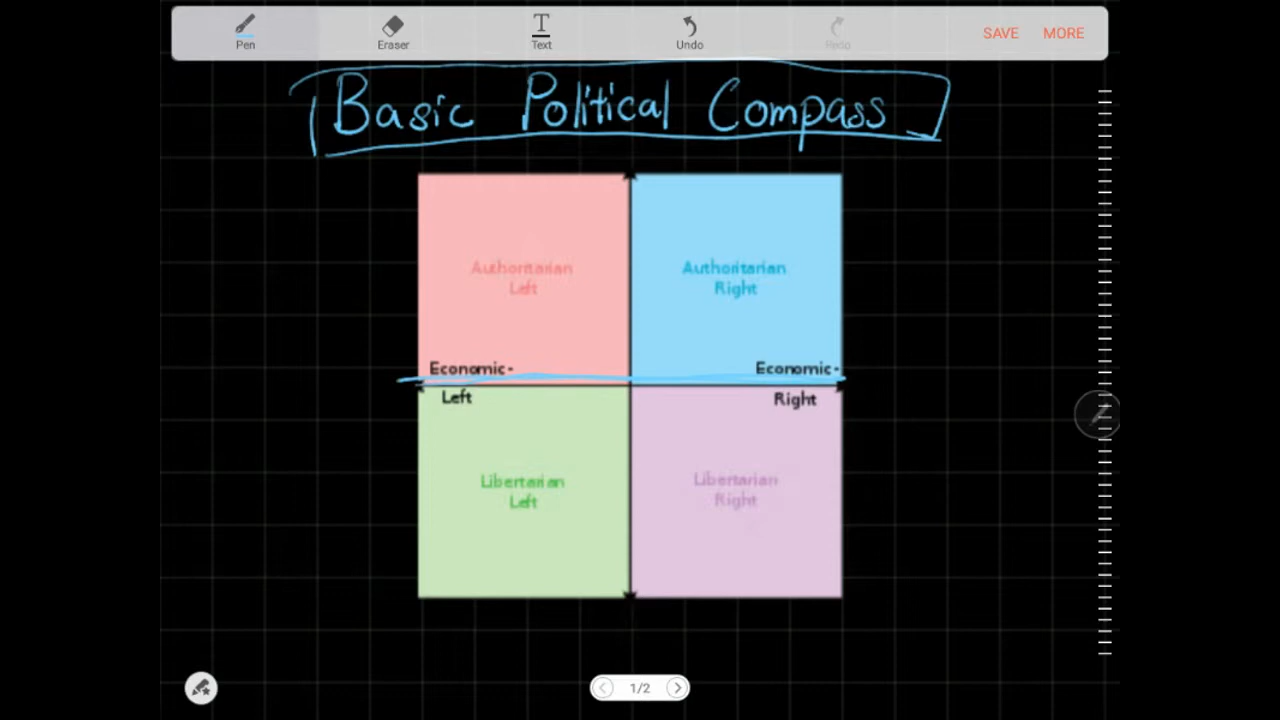 Pen Eraser Text Undo Redo SAVE MORE
Basic Political Compass
Authoritarian Authoritarian
Left Right
Economic- Economic-
Left Right
Libertarian Libertarian
Left Right
1/2